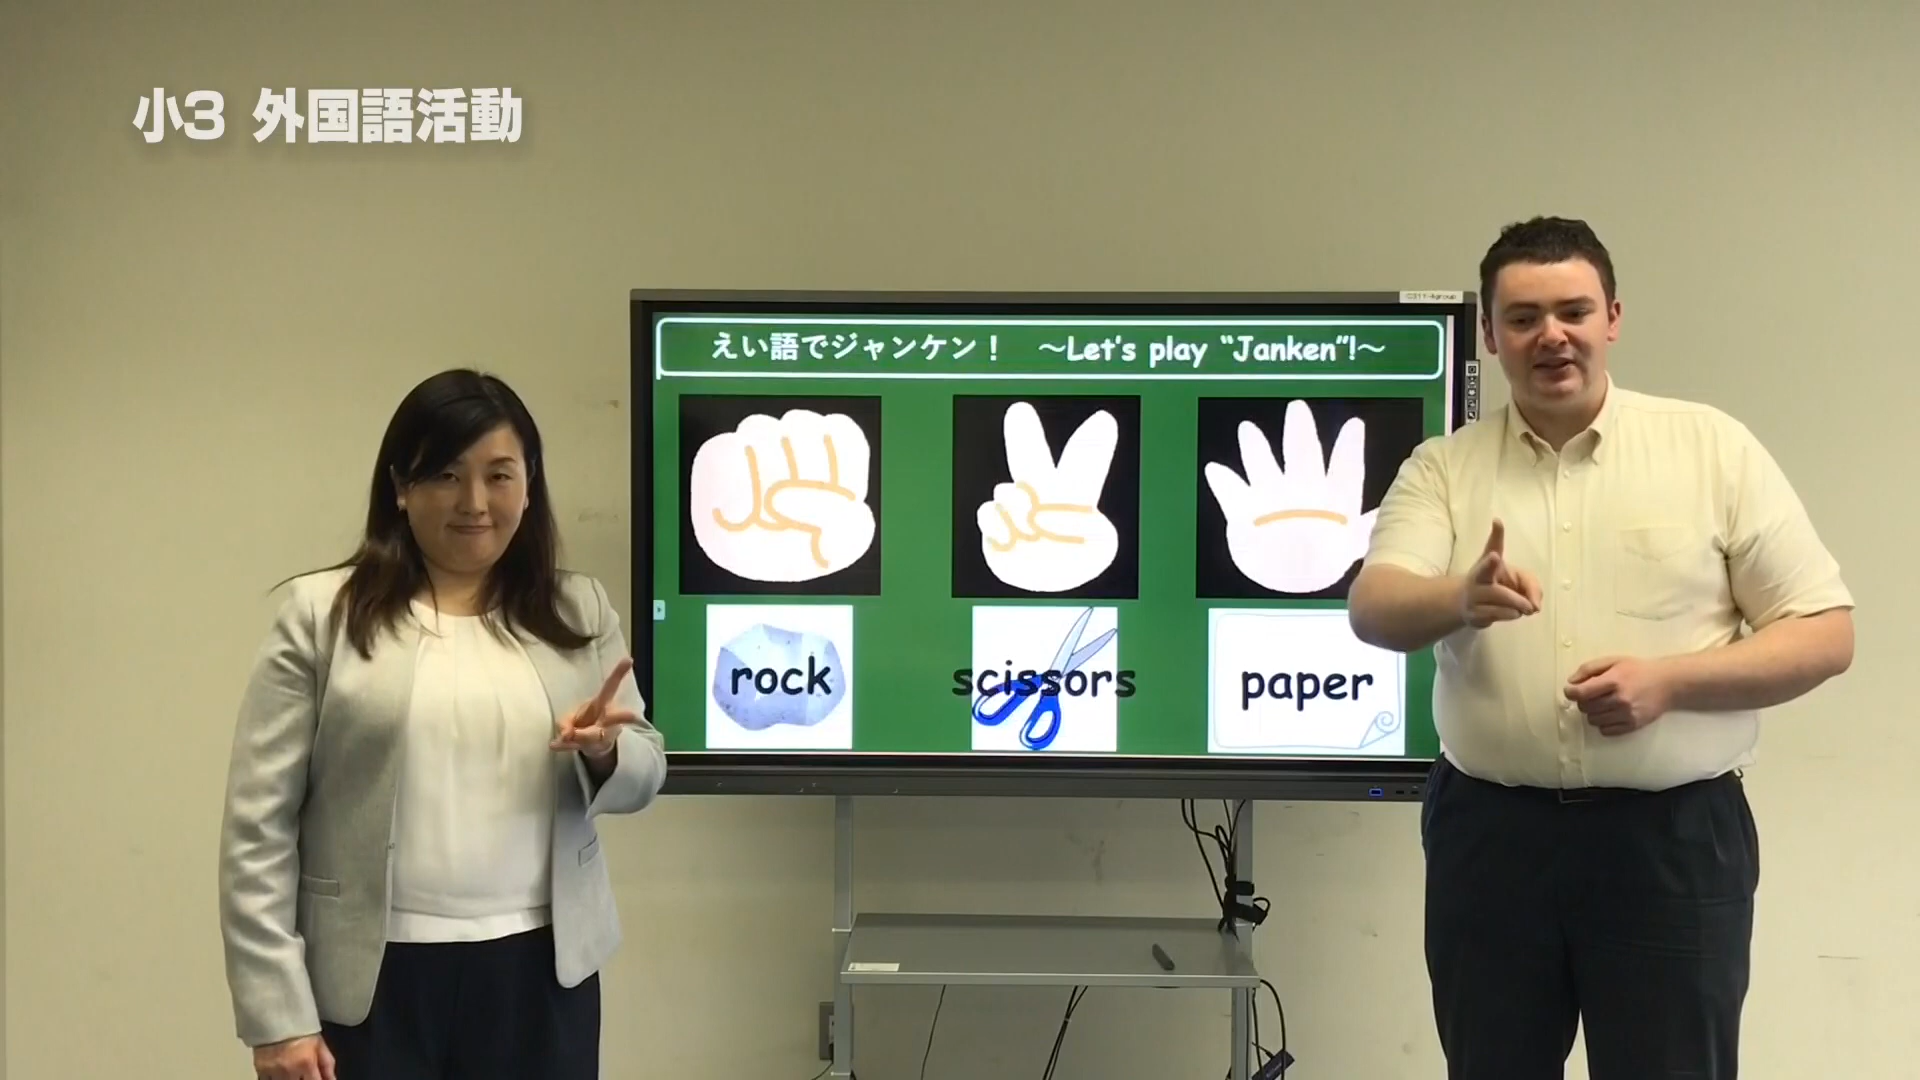 小3 外国語活動
えい語でジャンケン！ ～Let's play “Janken”!～
rock
scissors
paper